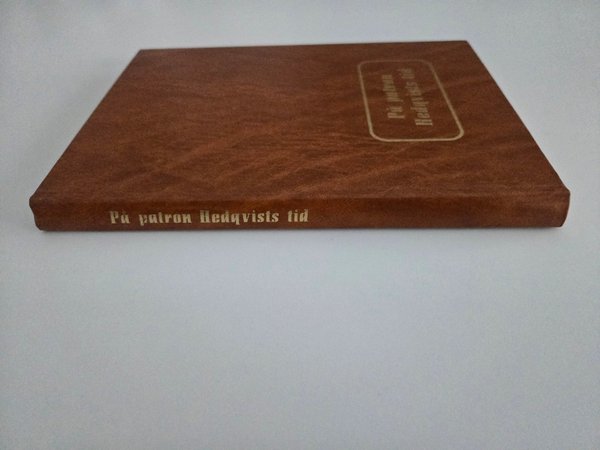 På patron
Hedqvists tid
På patron Hedqvists tid